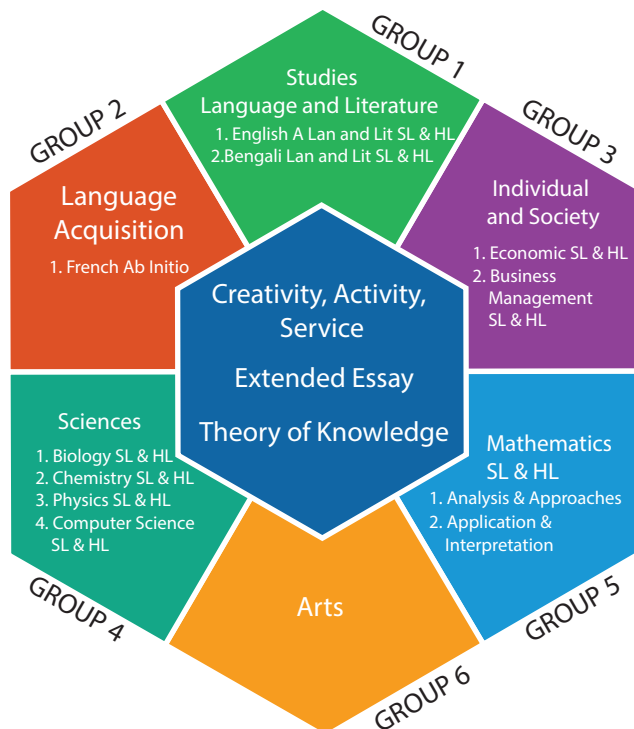 GROUP 1
Studies
Language and Literature
1. English A Lan and Lit SL & HL
2.Bengali Lan and Lit SL & HL
GROUP 2
Language
Acquisition
1. French Ab Initio
GROUP 3
Individual
and Society
1. Economic SL & HL
2. Business
Management
SL & HL
Creativity, Activity,
Service
Extended Essay
Theory of Knowledge
Sciences
1. Biology SL & HL
2. Chemistry SL & HL
3. Physics SL & HL
4. Computer Science
SL & HL
GROUP 4
Mathematics
SL & HL
1. Analysis & Approaches
2. Application &
Interpretation
GROUP 5
Arts
GROUP 6